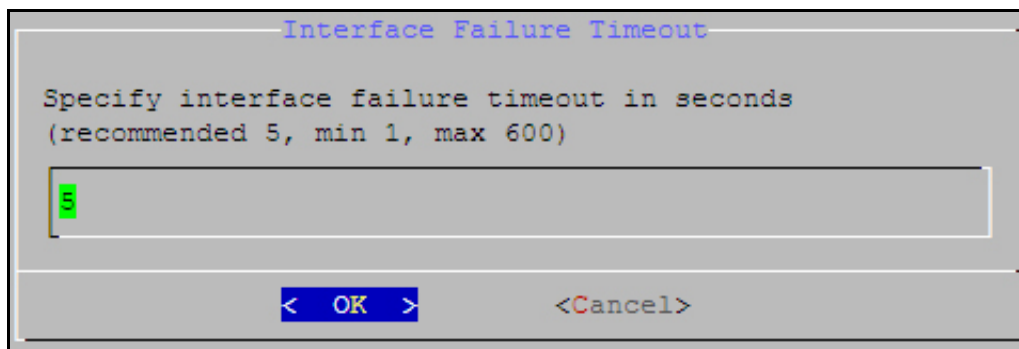 Interface Failure Timeout
Specify interface failure timeout in seconds
(recommended 5, min 1, max 600)
5
< OK > <Cancel>